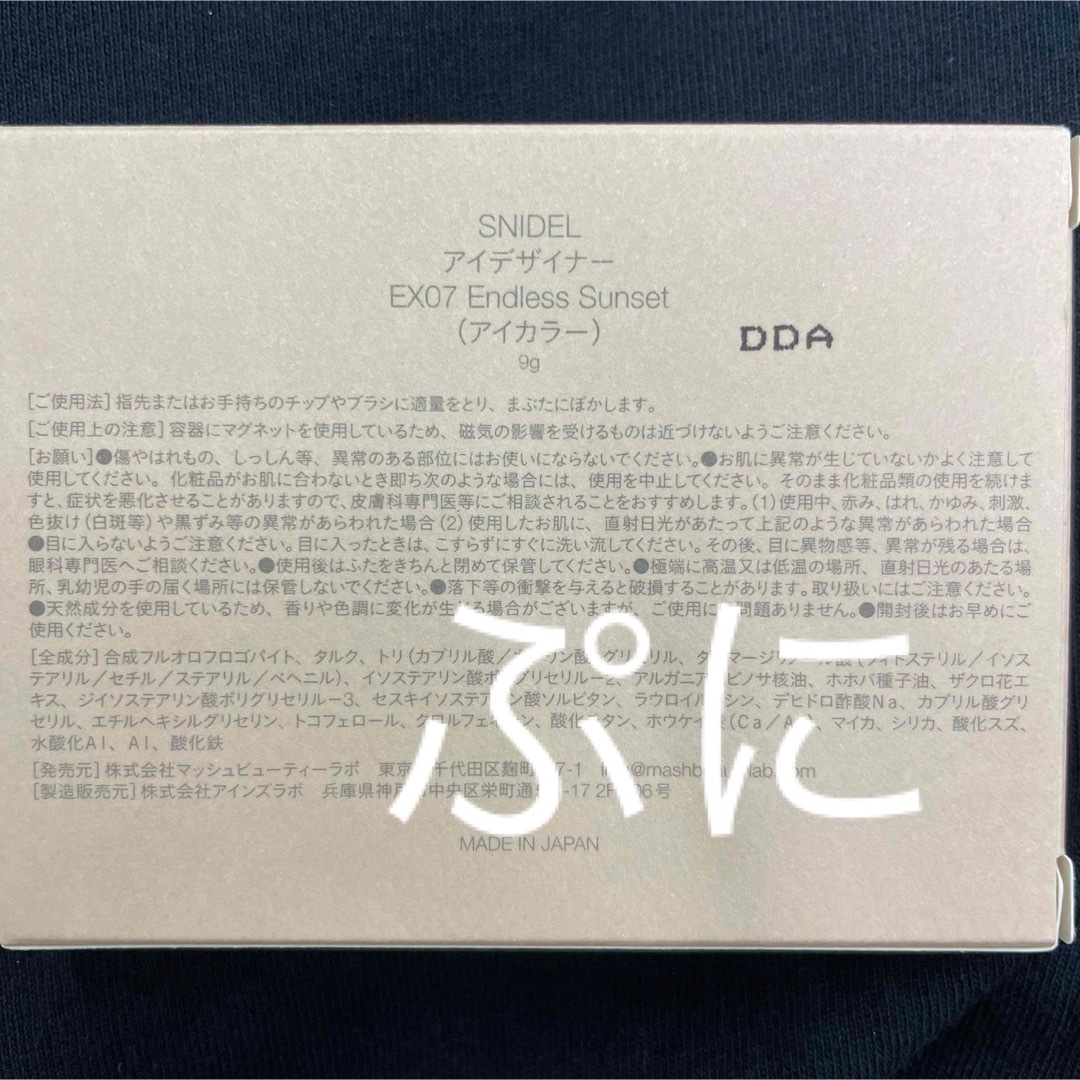 SNIDEL
アイデザイナー
EX07 Endless Sunset
（アイカラー）
9g
DDA
[ご使用法]指先またはお手持ちのチップやブラシに適量をとり、まぶたにぼかします。
[ご使用上の注意]容器にマグネットを使用しているため、磁気の影響を受けるものは近づけないようご注意ください。
[お願い]●傷やはれもの、しっしん等、異常のある部位にはお使いにならないでください。●お肌に異常が生じていないかよく注意して
使用してください。化粧品がお肌に合わないとき即ち次のような場合には、使用を中止してください。そのまま化粧品類の使用を続けま
すと、症状を悪化させることがありますので、皮膚科専門医等にご相談されることをおすすめします。(1)使用中、赤み、はれ、かゆみ、刺激、
色抜け(白斑等)や黒ずみ等の異常があらわれた場合(2)使用したお肌に、直射日光があたって上記のような異常があらわれた場合
●目に入らないようご注意ください。目に入ったときは、こすらずにすぐに洗い流してください。その後、目に異物感等、異常が残る場合は、
眼科専門医へご相談ください。●使用後はふたをきちんと閉めて保管してください。●極端に高温又は低温の場所、直射日光のあたる場
所、乳幼児の手の届く場所には保管しないでください。●落下等の衝撃を与えると破損することがあります。取り扱いにはご注意ください。
●天然成分を使用しているため、香りや色調に変化が生じる場合がございますが、ご使用には問題ありません。●開封後はお早めにご
使用ください。
[全成分]合成フルオロフロゴパイト、タルク、トリ(カプリル酸/カプリン酸)グリセリル、ダイマージリノール酸(フィトステリル/イソス
テアリル/セチル/ステアリル/ベヘニル)、イソステアリン酸ポリグリセリル-2、アルガニアスピノサ核油、ホホバ種子油、ザクロ花エ
キス、ジイソステアリン酸ポリグリセリル-3、セスキイソステアリン酸ソルビタン、ラウロイルリシン、デヒドロ酢酸Na、カプリル酸グリ
セリル、エチルヘキシルグリセリン、トコフェロール、酸化チタン、ホウケイ酸(Ca/Al)、マイカ、シリカ、酸化スズ、
水酸化Al、Al、酸化鉄
[発売元]株式会社マッシュビューティーラボ 東京都千代田区麹町
[製造販売元]株式会社アインズラボ 兵庫県神戸市中央区栄町通 -17 2F 06号
MADE IN JAPAN
ぷに